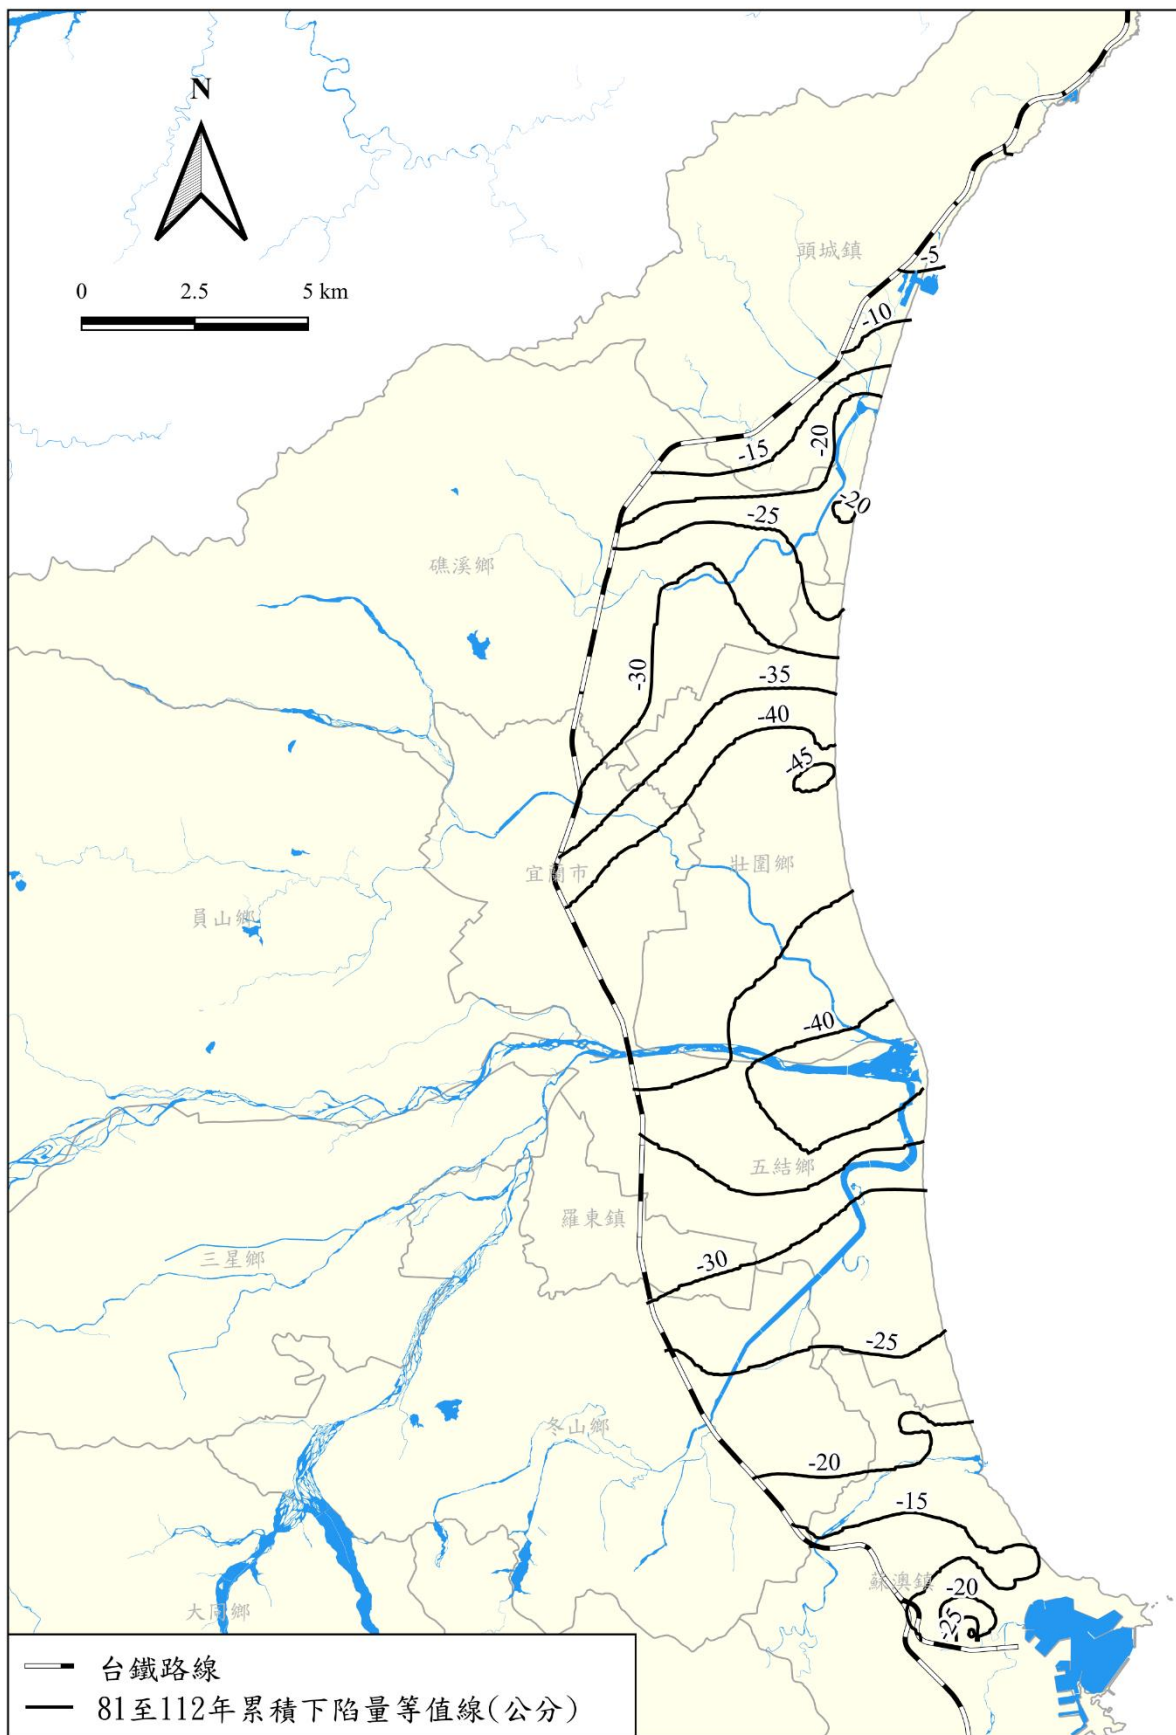 N
0 2.5 5 km
頭城鎮
-5
-10
-15
-20
-20
-25
礁溪鄉
-30
-35
-40
-45
宜蘭市
壯圍鄉
員山鄉
-40
五結鄉
羅東鎮
三星鄉
-30
-25
冬山鄉
-20
-15
蘇澳鎮
-20
-25
大同鄉
台鐵路線
81至112年累積下陷量等值線(公分)